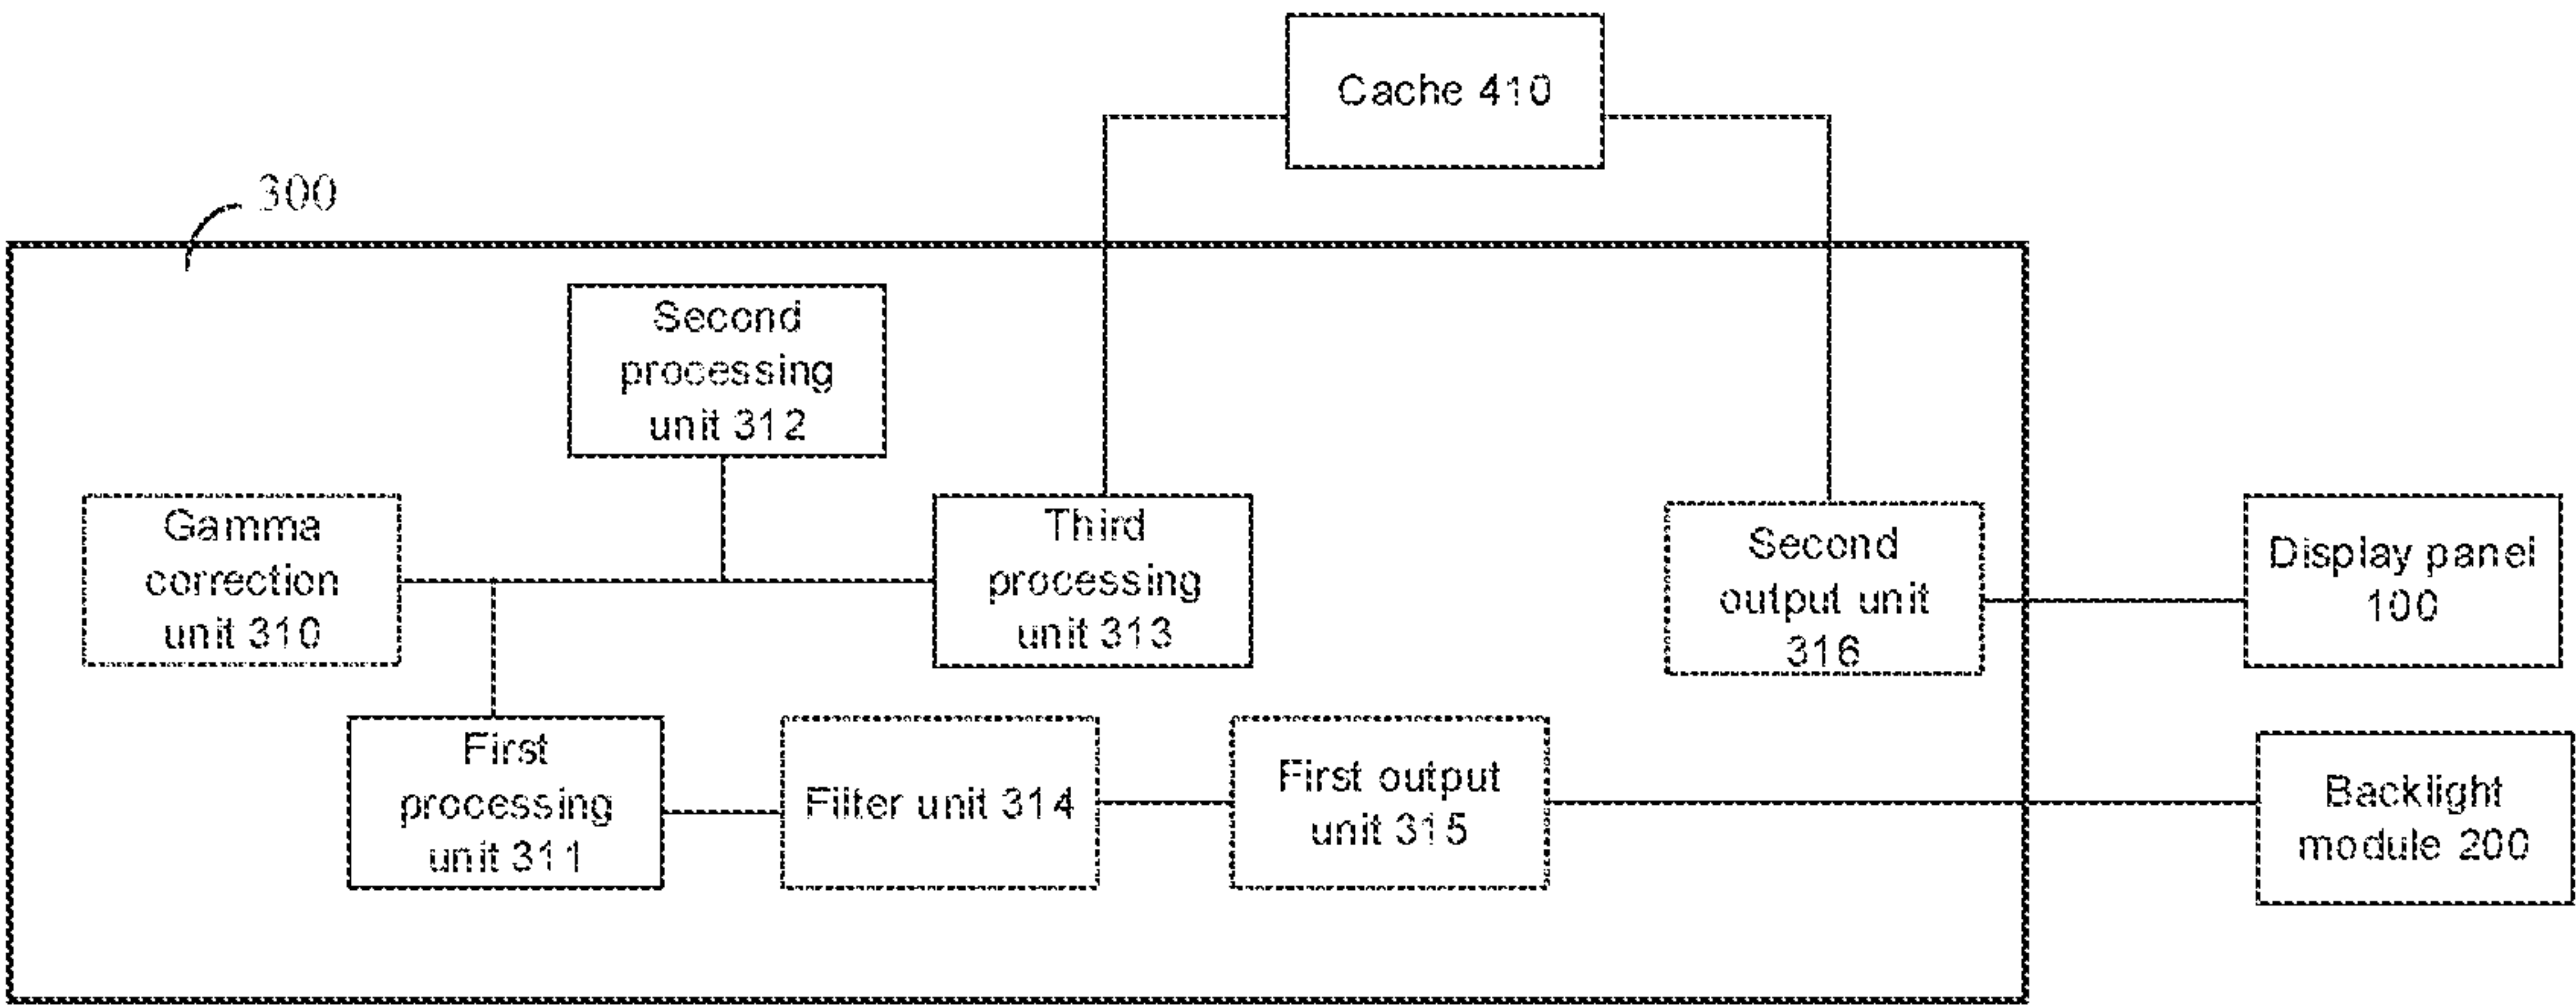 Cache 410
300
Second
processing
unit 312
Gamma
correction
unit 310
Third
processing
unit 313
Second
output unit
316
Display panel
100
First
processing
unit 311
Filter unit 314
First output
unit 315
Backlight
module 200